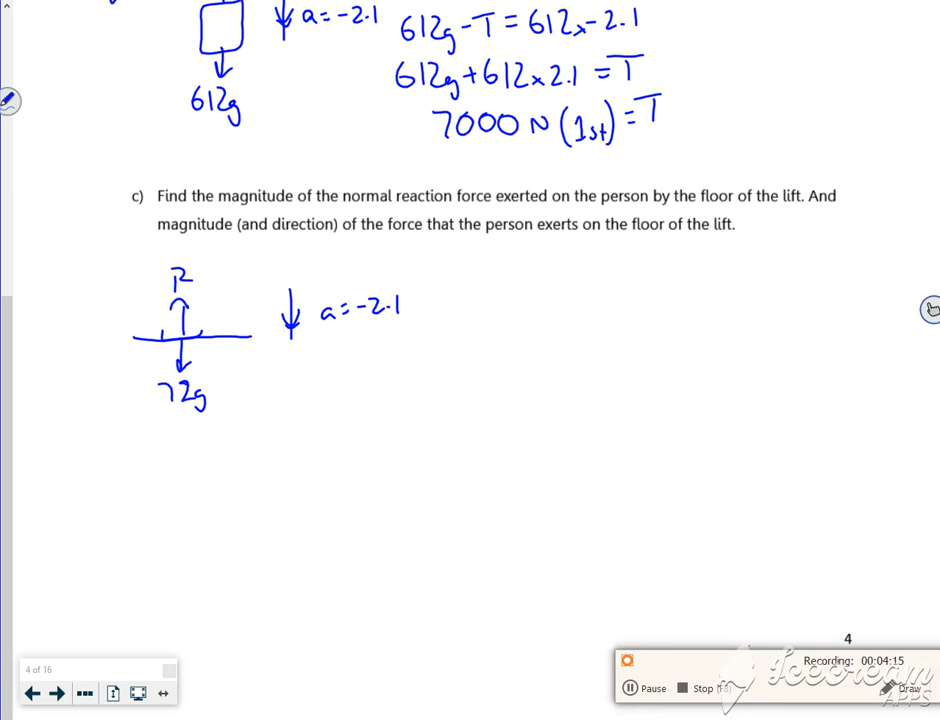 a = -2.1
612g - T = 612 x - 2.1
612g
612g + 612 x 2.1 = T
7000 N (1st) = T
c) Find the magnitude of the normal reaction force exerted on the person by the floor of the lift. And
magnitude (and direction) of the force that the person exerts on the floor of the lift.
R
a = -2.1
72g
4
4 of 16
Recording: 00:04:15
Pause Stop (F8) Draw
Icecream
APPS